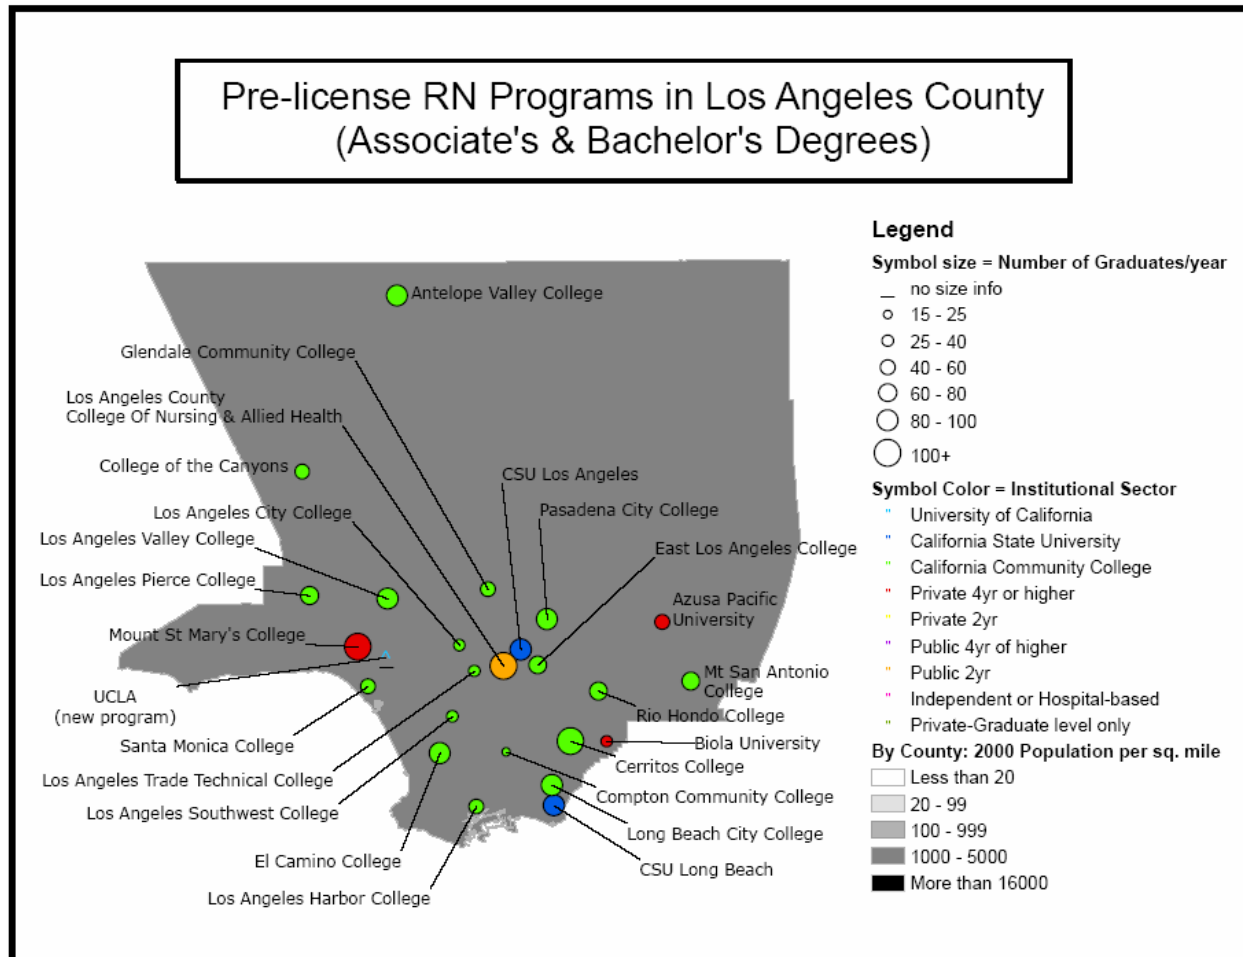 Pre-license RN Programs in Los Angeles County
(Associate's & Bachelor's Degrees)
Legend
Symbol size = Number of Graduates/year
no size info
15 - 25
25 - 40
40 - 60
60 - 80
80 - 100
100+
Symbol Color = Institutional Sector
University of California
California State University
California Community College
Private 4yr or higher
Private 2yr
Public 4yr of higher
Public 2yr
Independent or Hospital-based
Private-Graduate level only
By County: 2000 Population per sq. mile
Less than 20
20 - 99
100 - 999
1000 - 5000
More than 16000
Antelope Valley College
Glendale Community College
Los Angeles County
College Of Nursing & Allied Health
College of the Canyons
CSU Los Angeles
Los Angeles City College
Pasadena City College
Los Angeles Valley College
East Los Angeles College
Los Angeles Pierce College
Azusa Pacific
University
Mount St Mary's College
Mt San Antonio
College
UCLA
(new program)
Rio Hondo College
Santa Monica College
Biola University
Cerritos College
Los Angeles Trade Technical College
Compton Community College
Los Angeles Southwest College
Long Beach City College
El Camino College
CSU Long Beach
Los Angeles Harbor College